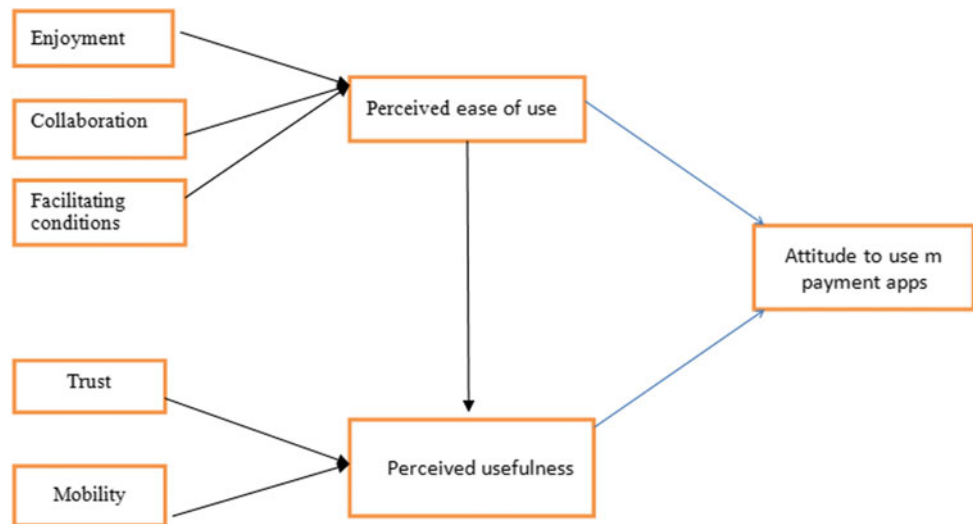 Enjoyment
Collaboration
Facilitating
conditions
Perceived ease of use
Attitude to use m
payment apps
Trust
Mobility
Perceived usefulness